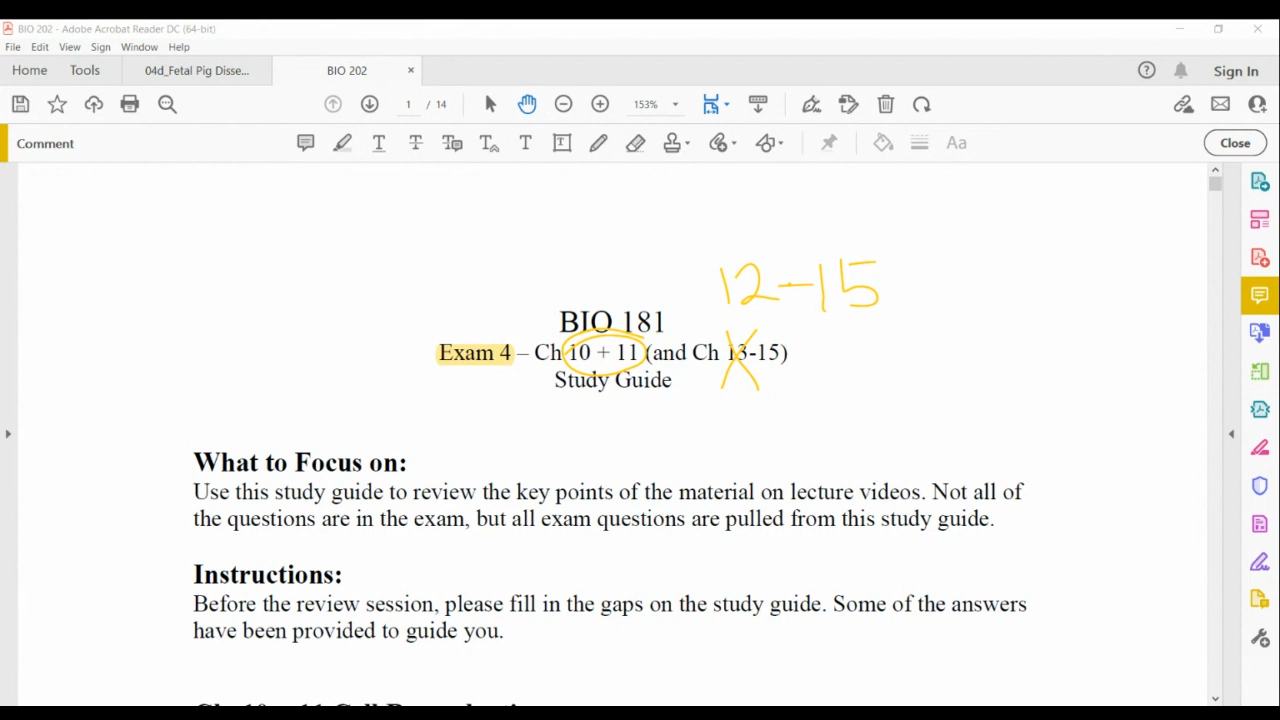 BIO 202 - Adobe Acrobat Reader DC (64-bit)
File Edit View Sign Window Help
Home Tools 04d_Fetal Pig Disse... BIO 202 × Sign In
1 / 14 153%
Comment Close
12-15
BIO 181
Exam 4 – Ch 10 + 11 (and Ch 13-15)
Study Guide
What to Focus on:
Use this study guide to review the key points of the material on lecture videos. Not all of
the questions are in the exam, but all exam questions are pulled from this study guide.
Instructions:
Before the review session, please fill in the gaps on the study guide. Some of the answers
have been provided to guide you.